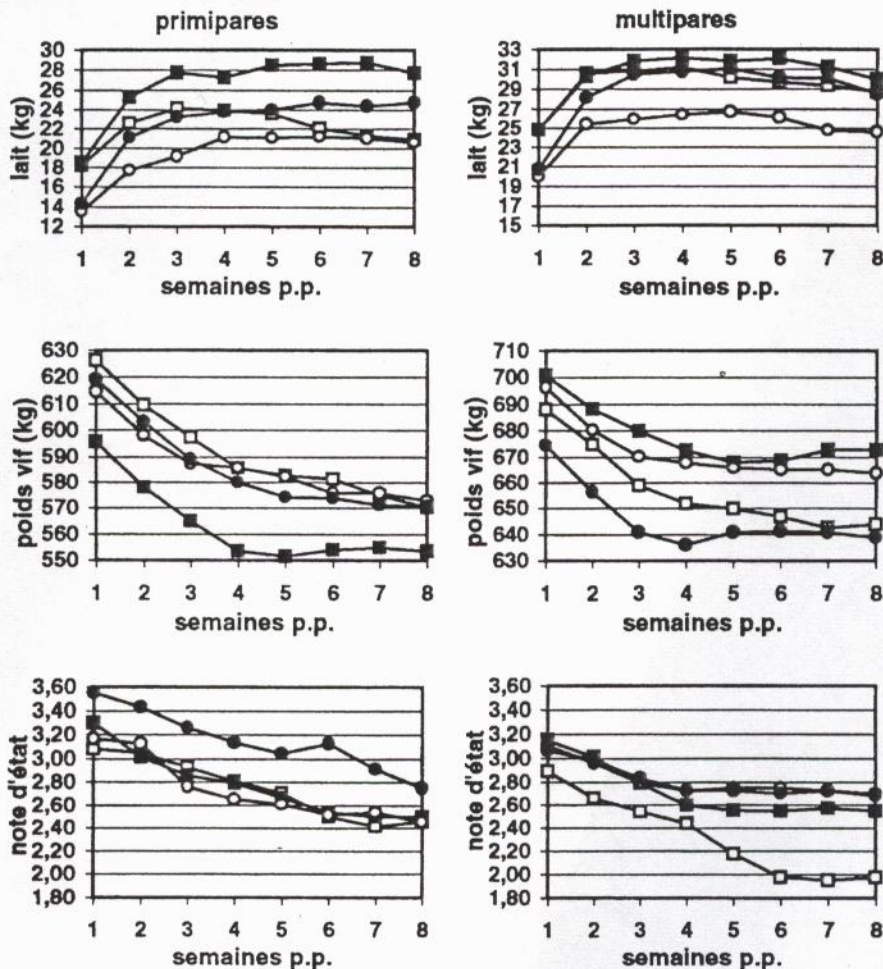 primipares
lait (kg)
30
28
26
24
22
20
18
16
14
12
1 2 3 4 5 6 7 8
semaines p.p.
multipares
lait (kg)
33
31
29
27
25
23
21
19
17
15
1 2 3 4 5 6 7 8
semaines p.p.
poids vif (kg)
630
620
610
600
590
580
570
560
550
1 2 3 4 5 6 7 8
semaines p.p.
poids vif (kg)
710
700
690
680
670
660
650
640
630
1 2 3 4 5 6 7 8
semaines p.p.
note d'état
3,60
3,40
3,20
3,00
2,80
2,60
2,40
2,20
2,00
1,80
1 2 3 4 5 6 7 8
semaines p.p.
note d'état
3,60
3,40
3,20
3,00
2,80
2,60
2,40
2,20
2,00
1,80
1 2 3 4 5 6 7 8
semaines p.p.